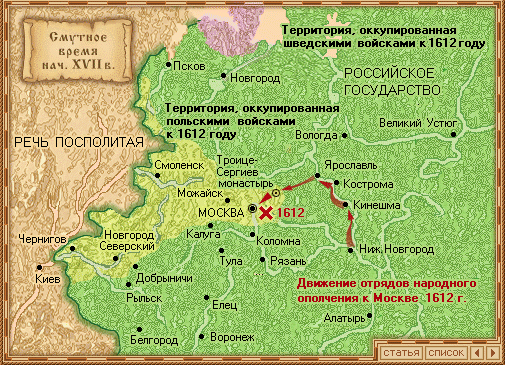 Смутное
время
нач. XVII в.
Территория, оккупированная
шведскими войсками к 1612 году
Псков
Новгород
РОССИЙСКОЕ
ГОСУДАРСТВО
Территория, оккупированная
польскими войсками
к 1612 году
Великий Устюг
Вологда
РЕЧЬ ПОСПОЛИТАЯ
Смоленск
Троице-
Сергиев
монастырь
Ярославль
Кострома
Можайск
Кинешма
МОСКВА
1612
Чернигов
Новгород
Северский
Калуга
Коломна
Ниж. Новгород
Киев
Добрыничи
Тула
Рязань
Рыльск
Движение отрядов народного
ополчения к Москве 1612 г.
Елец
Алатырь
Белгород
Воронеж
статья
список